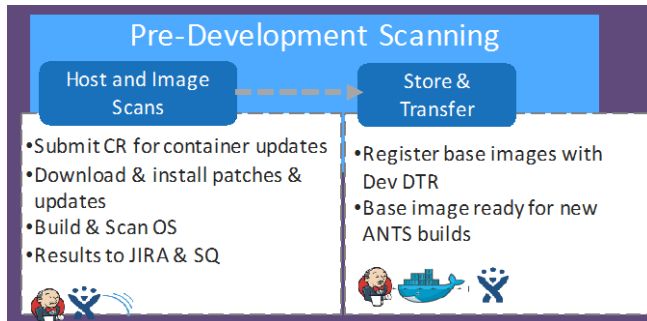 Pre-Development Scanning
Host and Image
Scans
Store &
Transfer
•Submit CR for container updates
•Download & install patches &
updates
•Build & Scan OS
•Results to JIRA & SQ
•Register base images with
Dev DTR
•Base image ready for new
ANTS builds